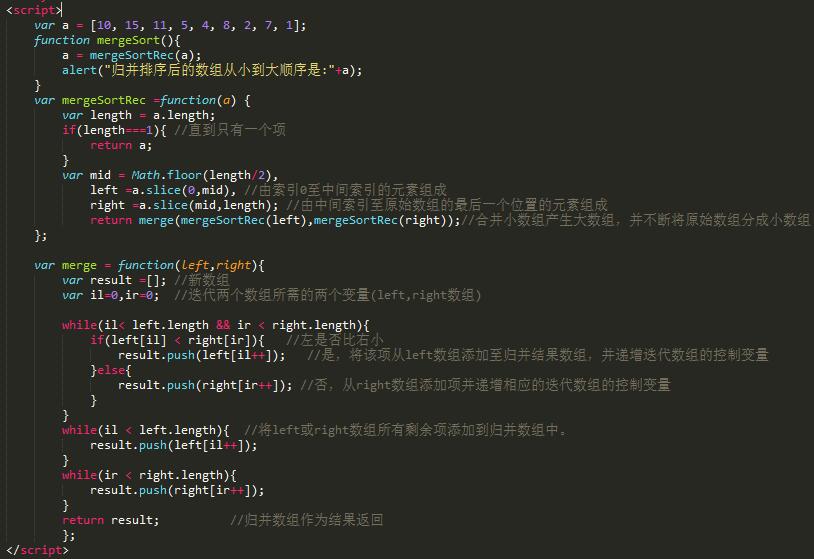 <script>
var a = [10, 15, 11, 5, 4, 8, 2, 7, 1];
function mergeSort(){
a = mergeSortRec(a);
alert("归并排序后的数组从小到大顺序是:"+a);
}
var mergeSortRec =function(a) {
var length = a.length;
if(length===1){ //直到只有一个项
return a;
}
var mid = Math.floor(length/2),
left =a.slice(0,mid), //由索引0至中间索引的元素组成
right =a.slice(mid,length); //由中间索引至原始数组的最后一个位置的元素组成
return merge(mergeSortRec(left),mergeSortRec(right));//合并小数组产生大数组，并不断将原始数组分成小数组
};
var merge = function(left,right){
var result =[]; //新数组
var il=0,ir=0; //迭代两个数组所需的两个变量(left,right数组)
while(il< left.length && ir < right.length){
if(left[il] < right[ir]){ //左是否比右小
result.push(left[il++]); //是，将该项从left数组添加至归并结果数组，并递增迭代数组的控制变量
}else{
result.push(right[ir++]); //否，从right数组添加项并递增相应的迭代数组的控制变量
}
}
while(il < left.length){ //将left或right数组所有剩余项添加到归并数组中。
result.push(left[il++]);
}
while(ir < right.length){
result.push(right[ir++]);
}
return result; //归并数组作为结果返回
};
</script>